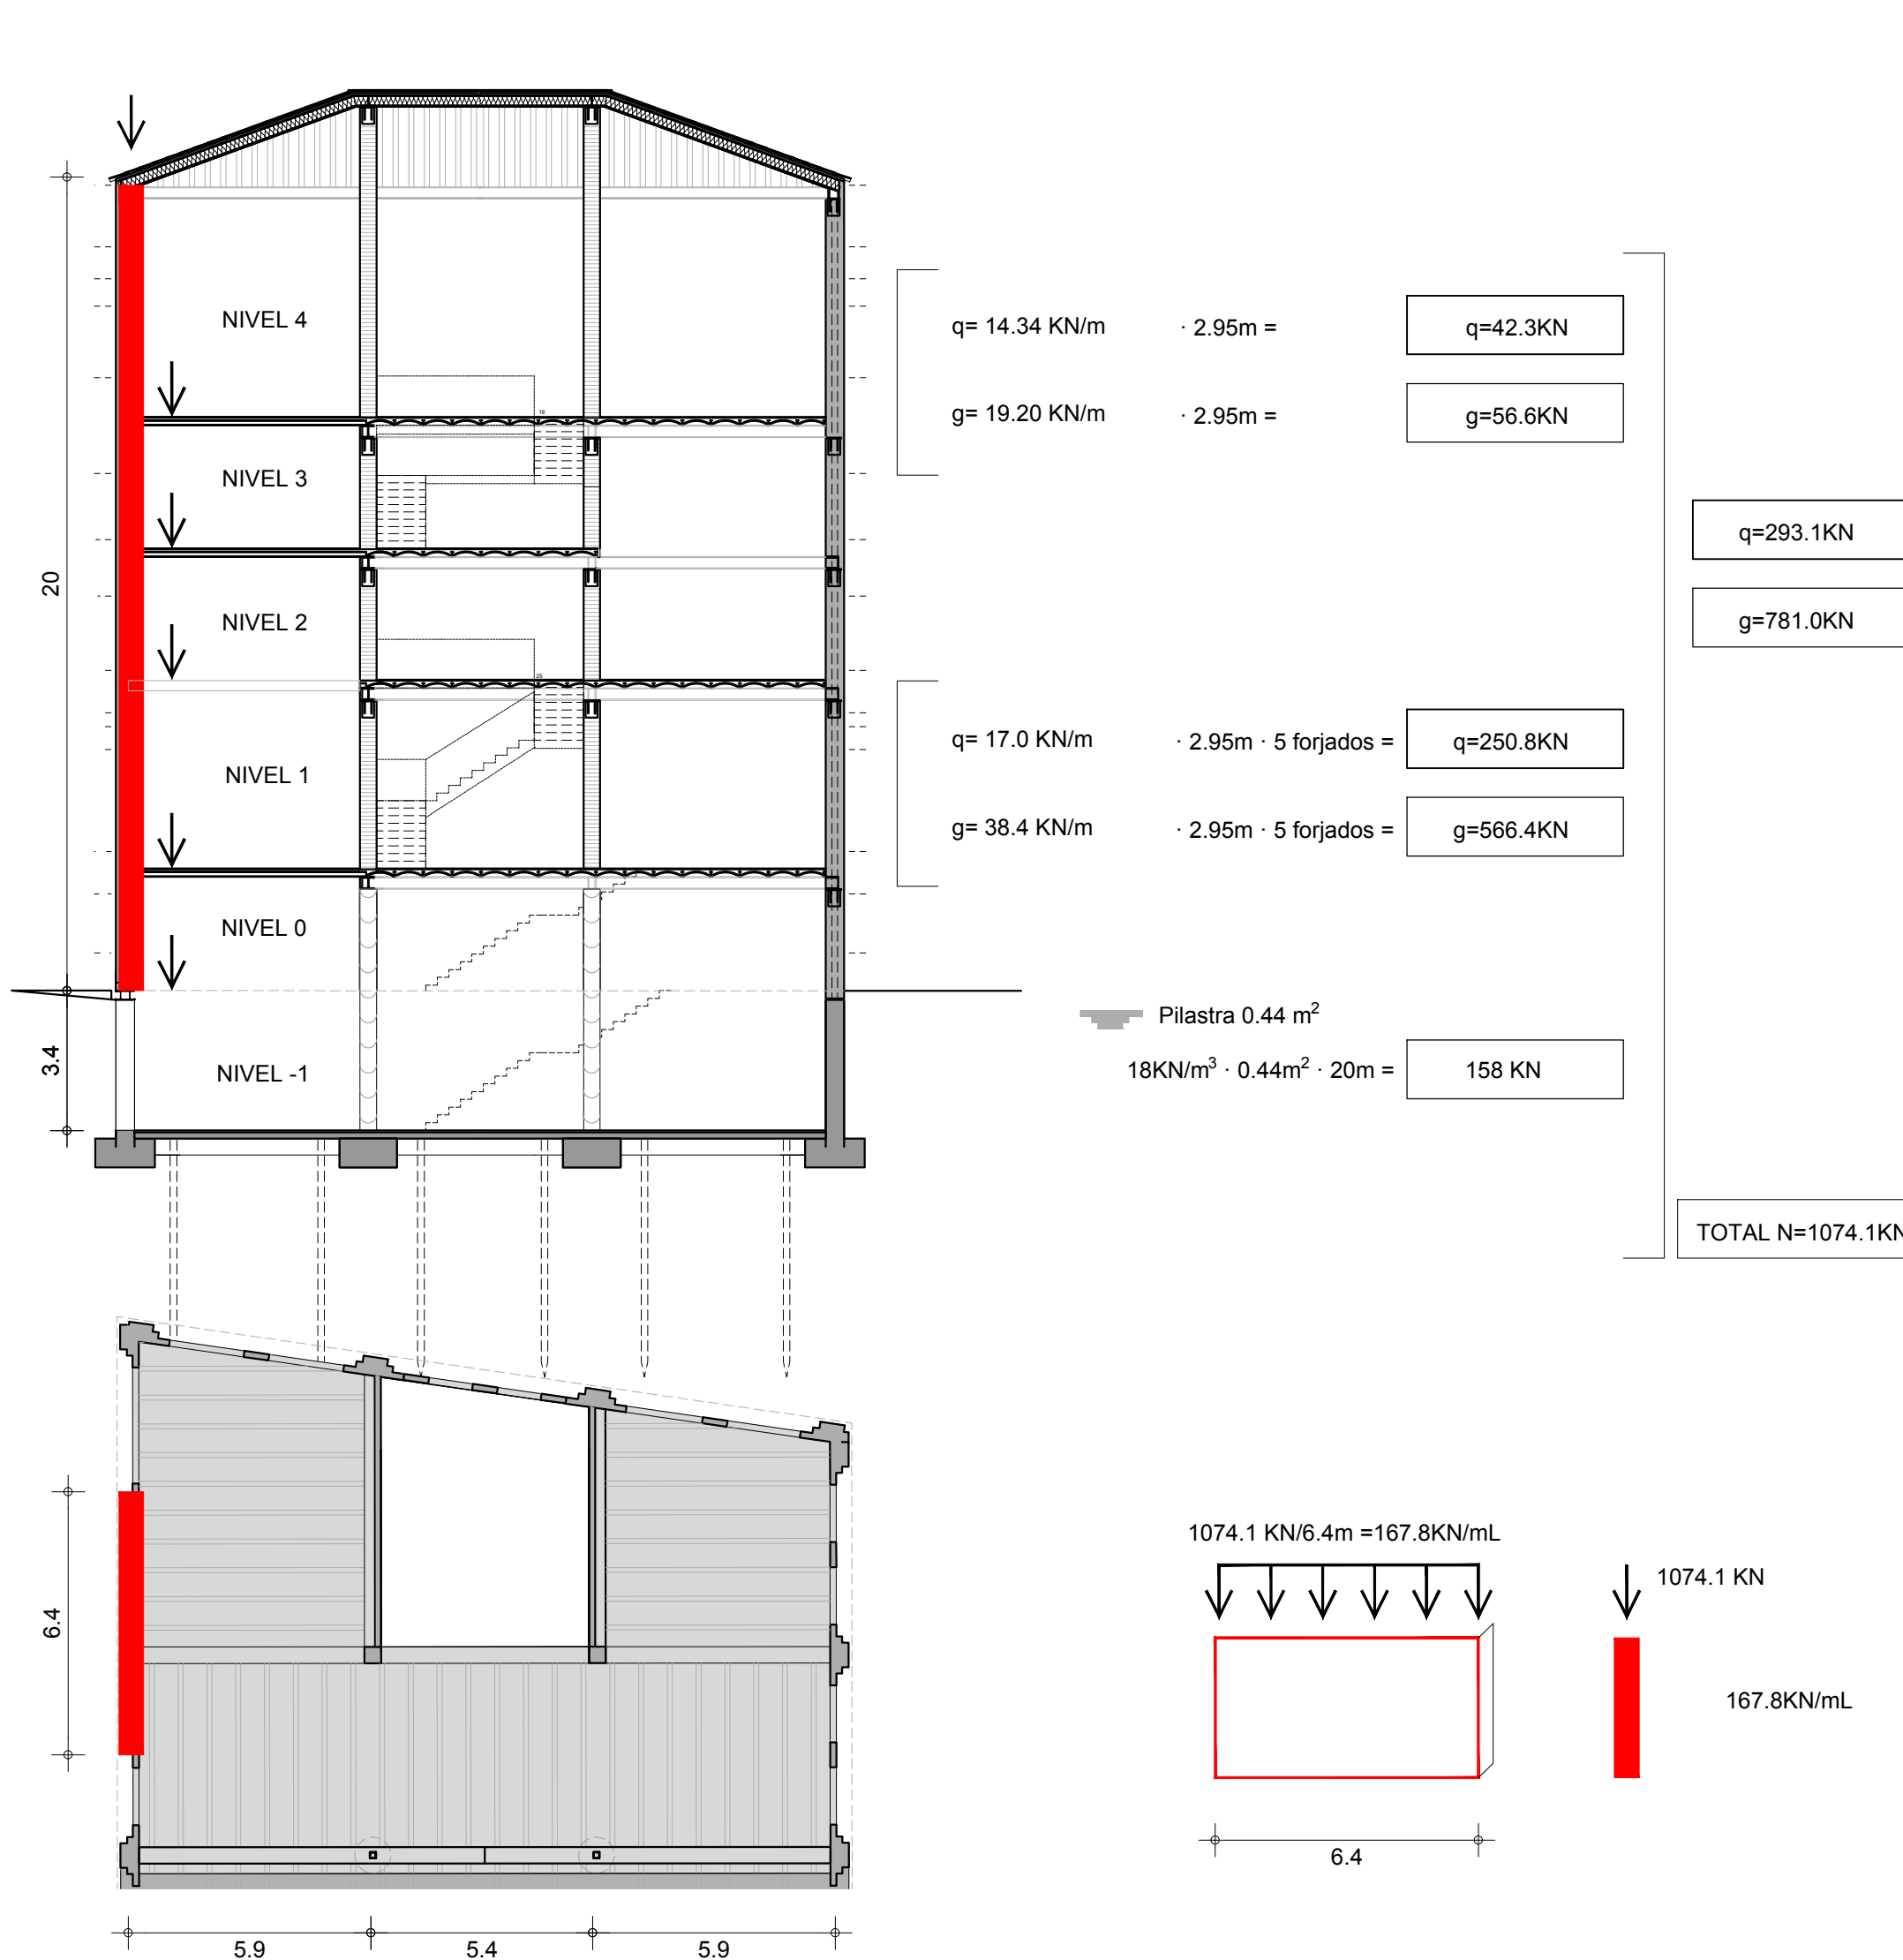 NIVEL 4
q= 14.34 KN/m · 2.95m = q=42.3KN
18
g= 19.20 KN/m · 2.95m = g=56.6KN
NIVEL 3
q=293.1KN
20
NIVEL 2
g=781.0KN
25
q= 17.0 KN/m · 2.95m · 5 forjados = q=250.8KN
NIVEL 1
g= 38.4 KN/m · 2.95m · 5 forjados = g=566.4KN
NIVEL 0
Pilastra 0.44 m²
3.4
NIVEL -1
18KN/m³ · 0.44m² · 20m = 158 KN
TOTAL N=1074.1KN
1074.1 KN/6.4m =167.8KN/mL
1074.1 KN
6.4
167.8KN/mL
6.4
5.9 5.4 5.9